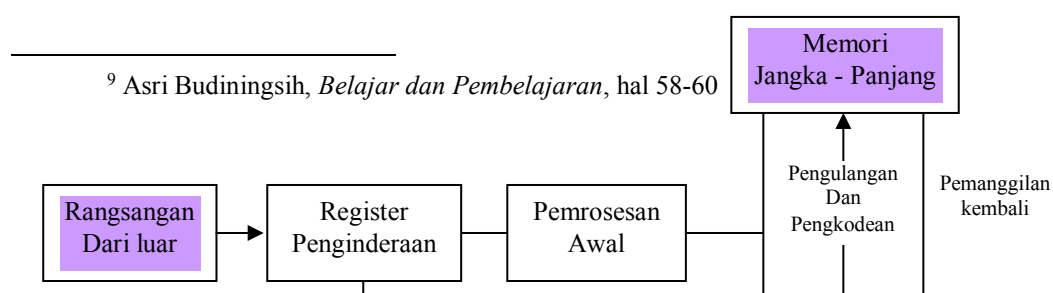 Memori
Jangka - Panjang
⁹ Asri Budiningsih, Belajar dan Pembelajaran, hal 58-60
Pengulangan
Dan
Pengkodean
Pemanggilan
kembali
Rangsangan
Dari luar
Register
Penginderaan
Pemrosesan
Awal